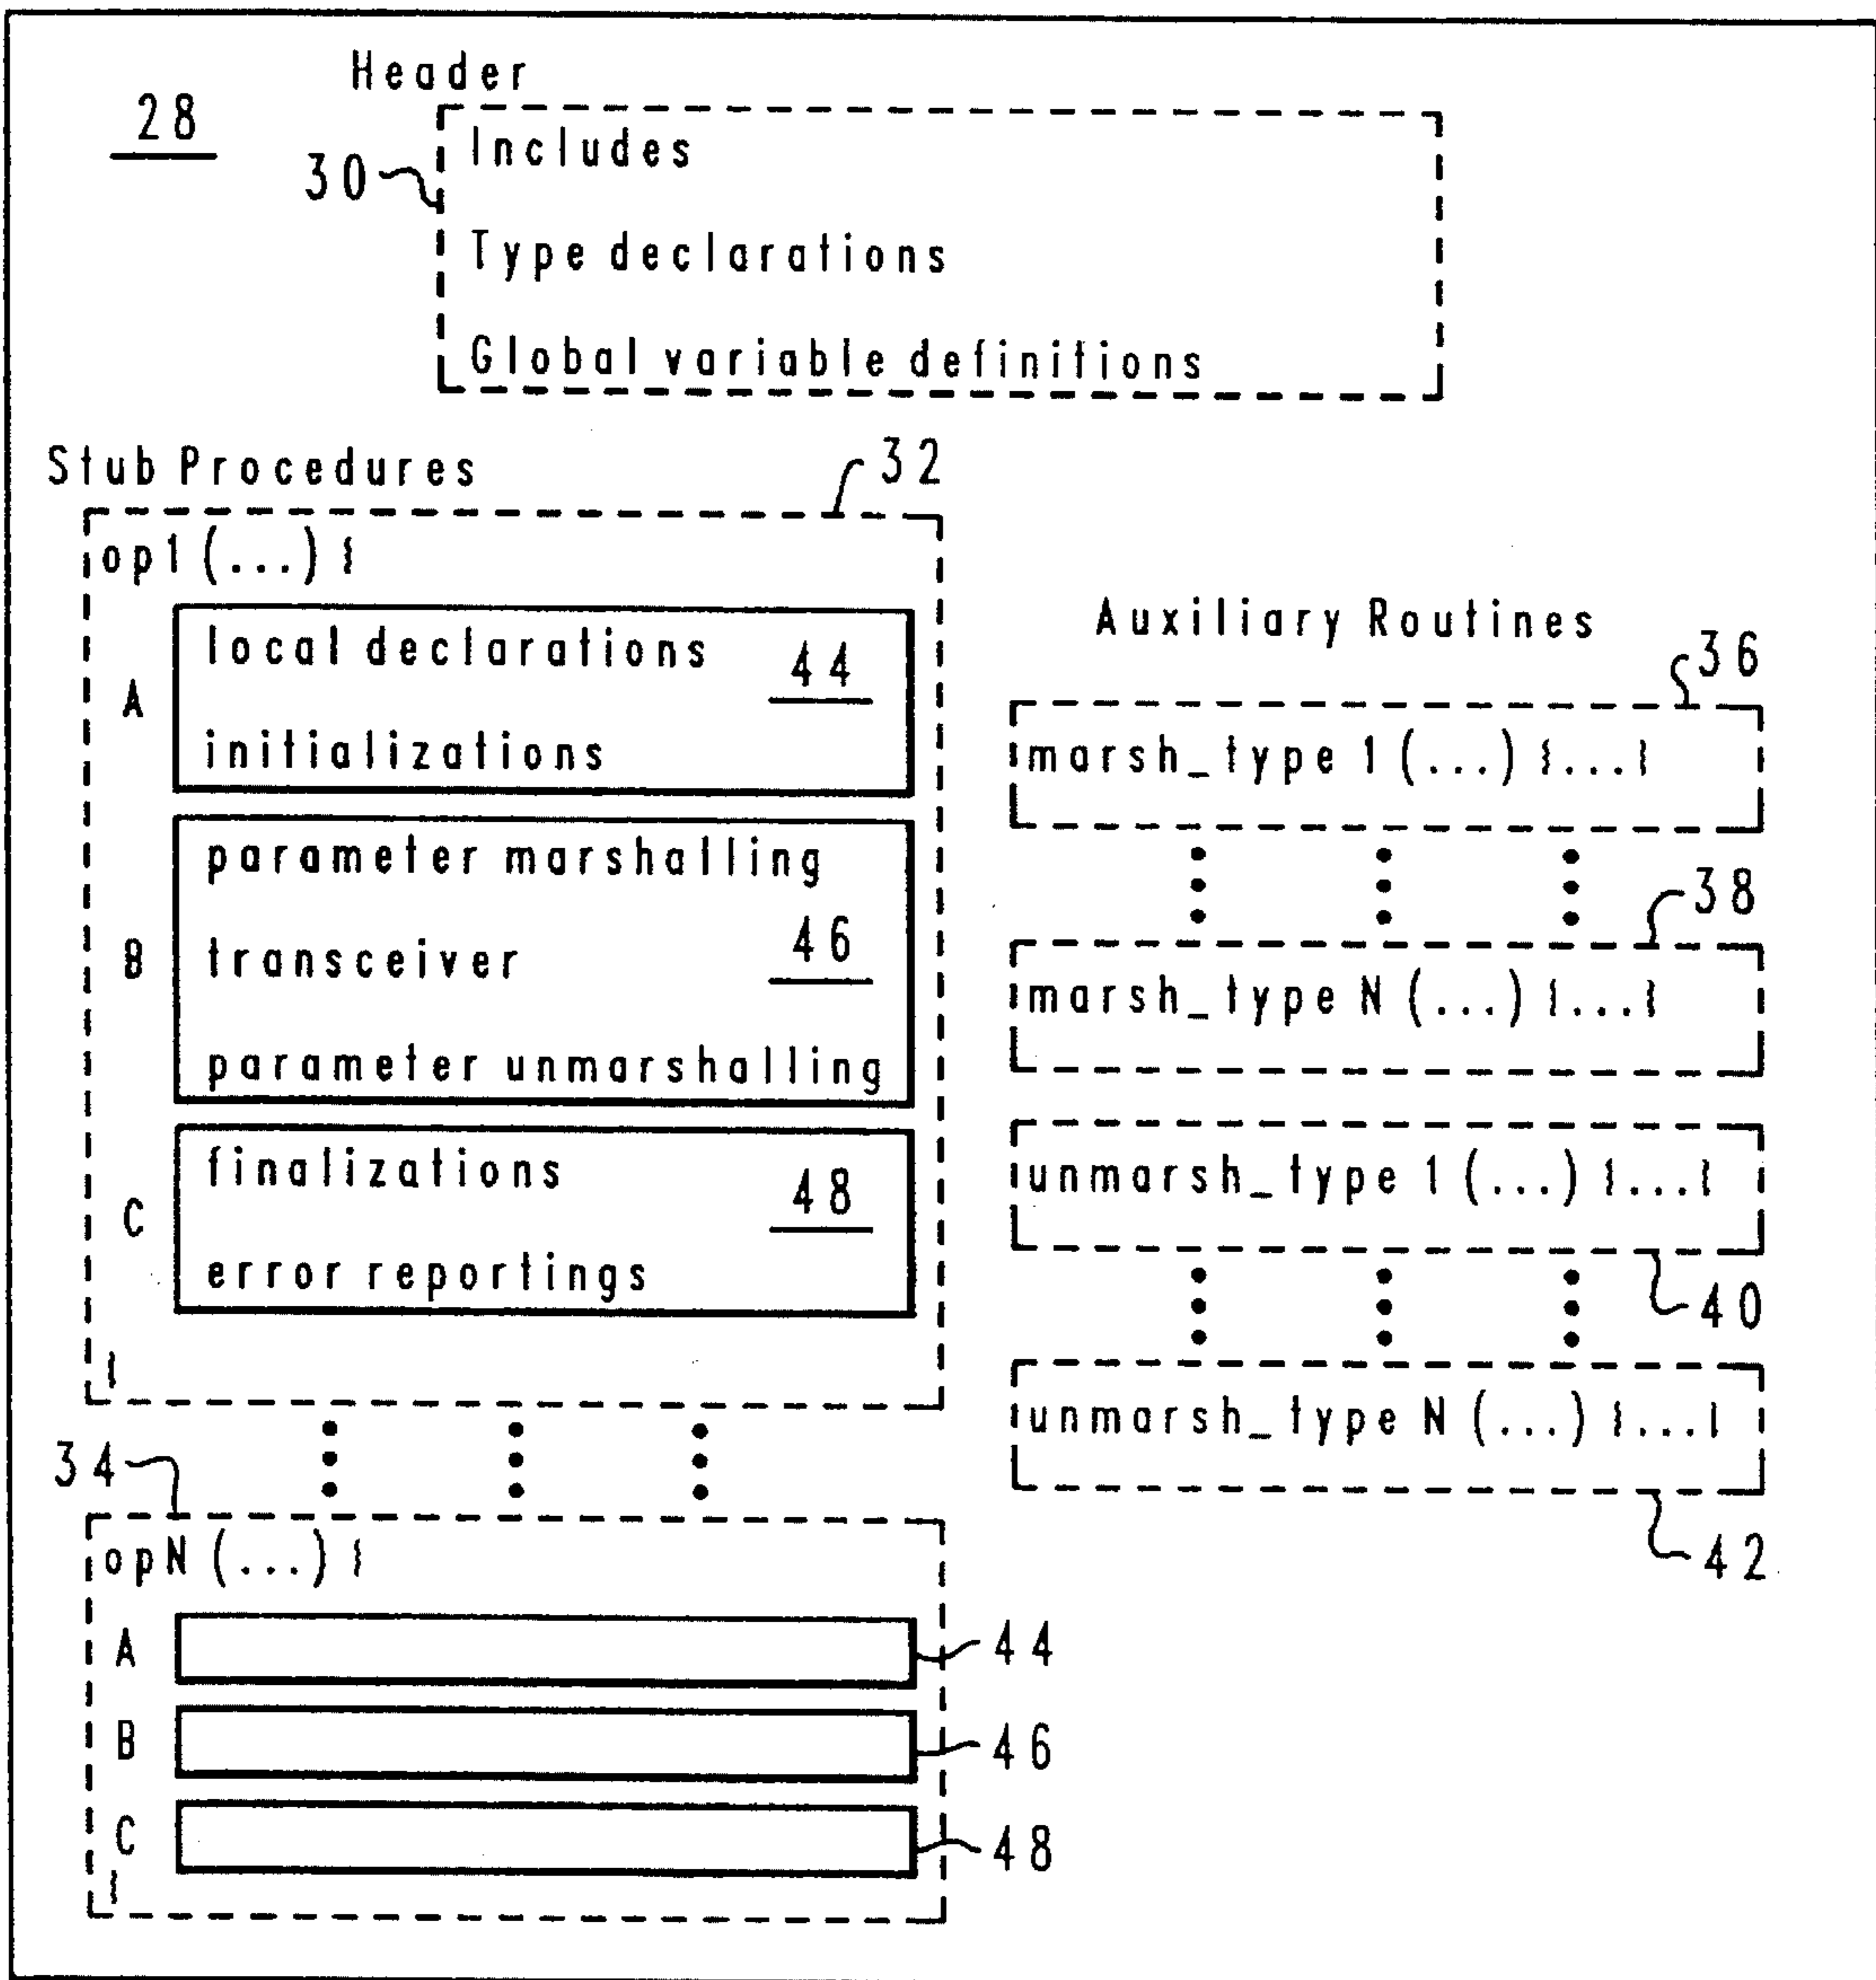 28
Header
30
Includes
Type declarations
Global variable definitions
Stub Procedures
32
op1 (...) {
A
local declarations
44
initializations
B
parameter marshalling
transceiver
46
parameter unmarshalling
C
finalizations
48
error reportings
}
34
opN (...) {
A
44
B
46
C
48
}
Auxiliary Routines
36
marsh_type 1 (...) {...}
38
marsh_type N (...) {...}
unmarsh_type 1 (...) {...}
40
unmarsh_type N (...) {...}
42